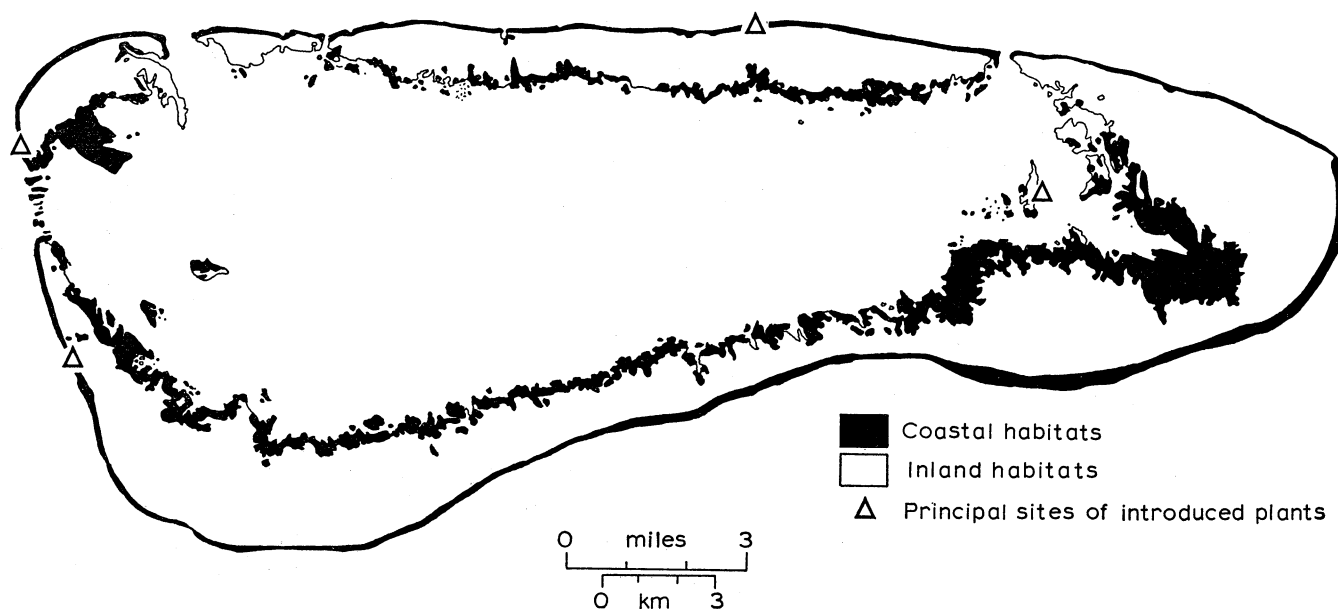 Coastal habitats
Inland habitats
Principal sites of introduced plants
0 miles 3
0 km 3